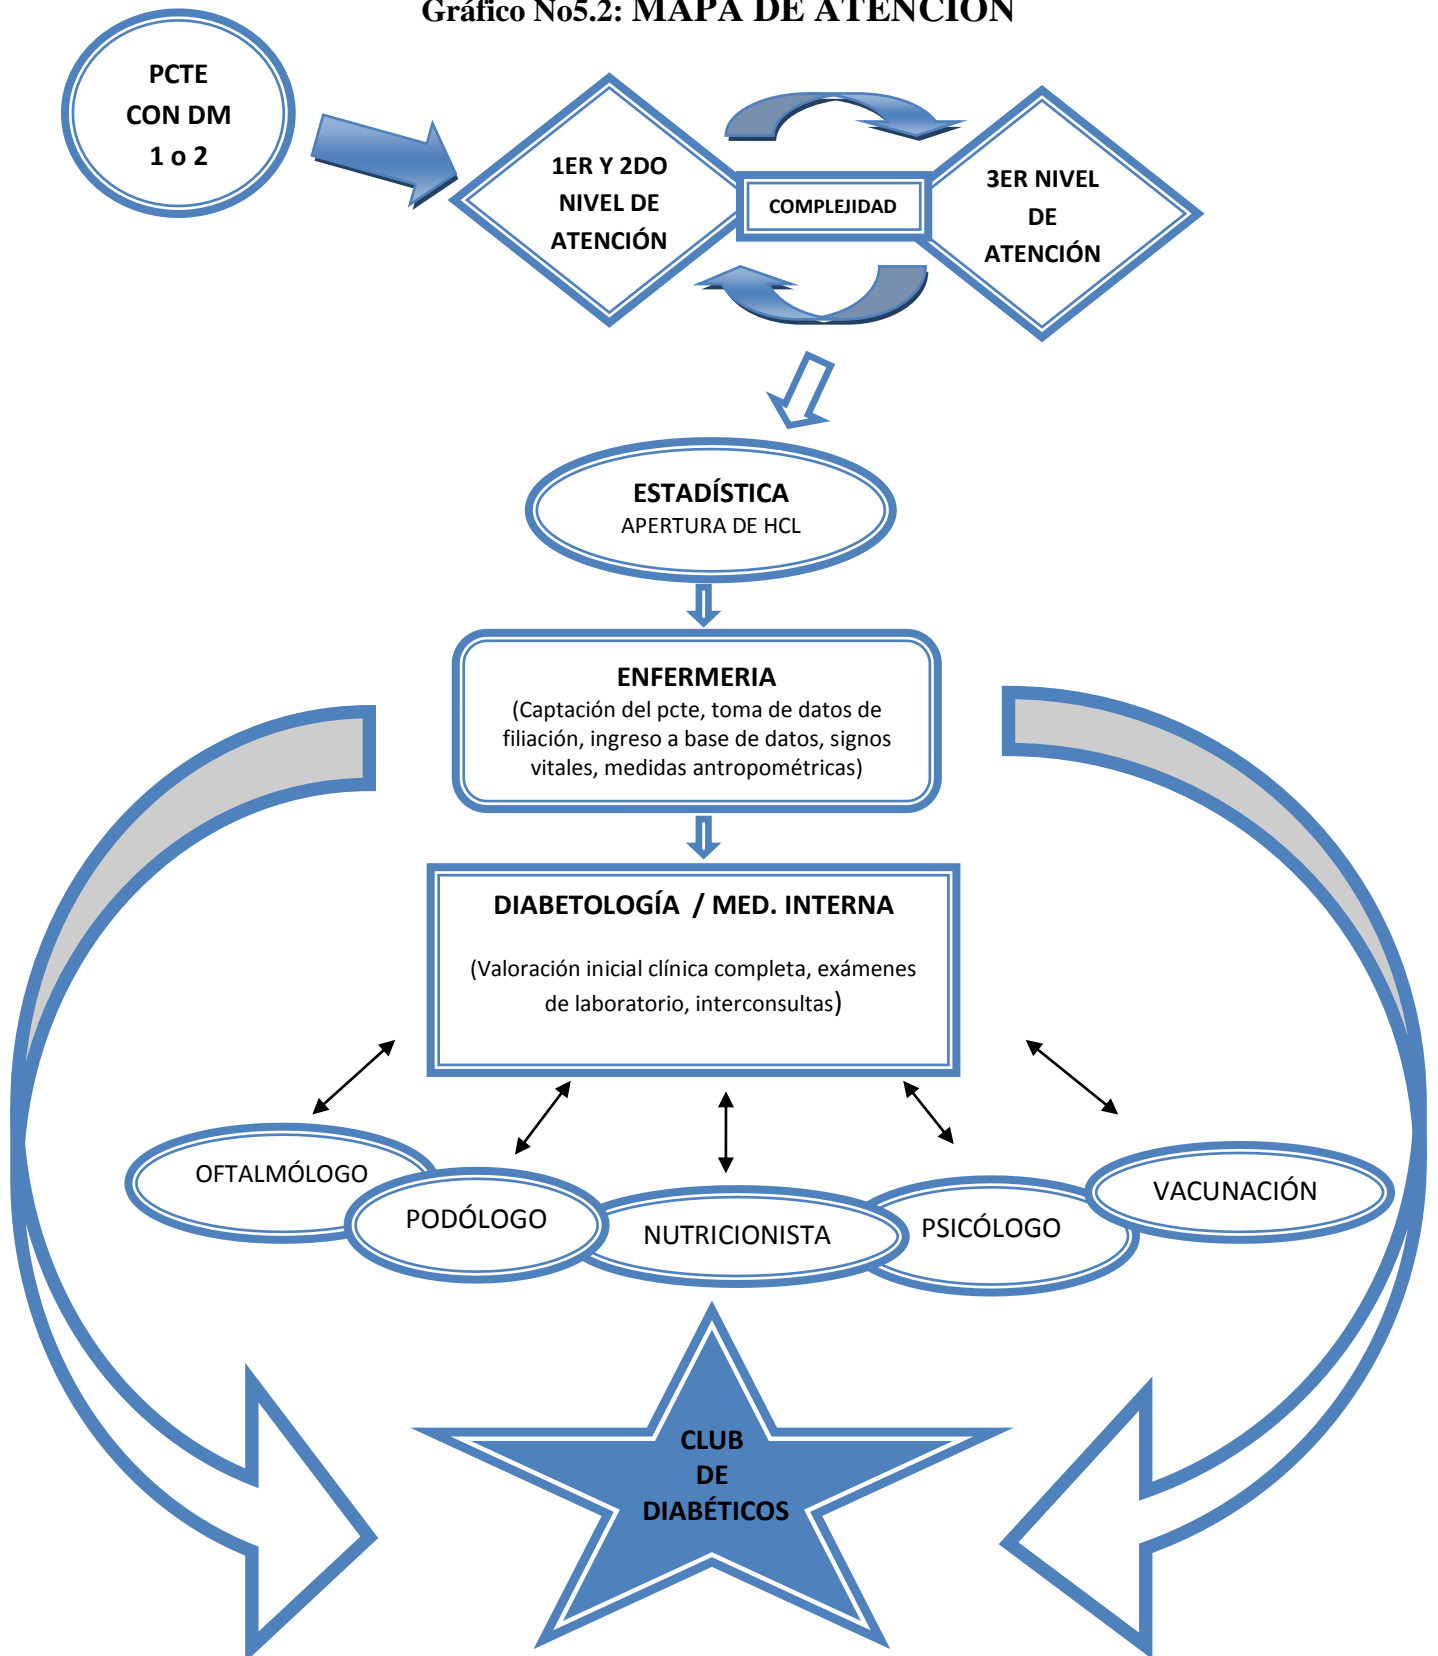 Gráfico No5.2: MAPA DE ATENCIÓN
PCTE
CON DM
1 o 2
1ER Y 2DO
NIVEL DE
ATENCIÓN
COMPLEJIDAD
3ER NIVEL
DE
ATENCIÓN
ESTADÍSTICA
APERTURA DE HCL
ENFERMERIA
(Captación del pcte, toma de datos de
filiación, ingreso a base de datos, signos
vitales, medidas antropométricas)
DIABETOLOGÍA / MED. INTERNA
(Valoración inicial clínica completa, exámenes
de laboratorio, interconsultas)
OFTALMÓLOGO
PODÓLOGO
NUTRICIONISTA
PSICÓLOGO
VACUNACIÓN
CLUB
DE
DIABÉTICOS